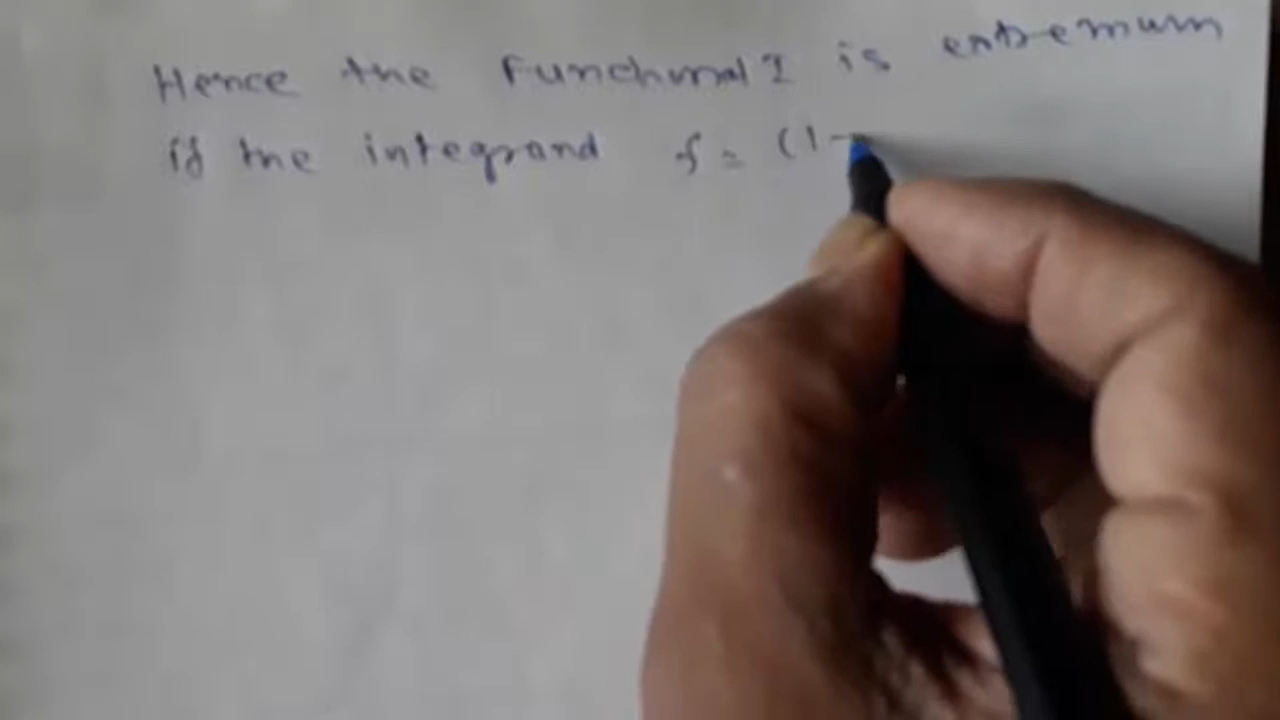 Hence the functional I is extremum
if the integrand f = (1 -